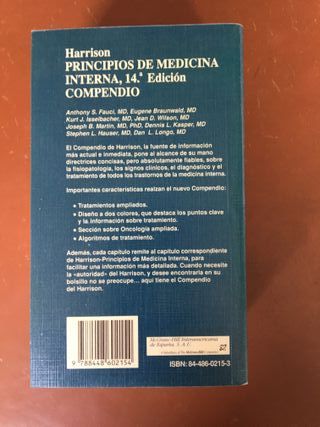 Harrison
PRINCIPIOS DE MEDICINA
INTERNA, 14.ª Edición
COMPENDIO
Anthony S. Fauci, MD, Eugene Braunwald, MD
Kurt J. Isselbacher, MD, Jean D. Wilson, MD
Joseph B. Martin, MD, PhD, Dennis L. Kasper, MD
Stephen L. Hauser, MD, Dan L. Longo, MD
El Compendio de Harrison, la fuente de información
más actual e inmediata, pone al alcance de su mano
directrices concisas, pero absolutamente fiables, sobre
la fisiopatología, los signos clínicos, el diagnóstico y el
tratamiento de todos los trastornos de la medicina interna.
Importantes características realzan el nuevo Compendio:
• Tratamientos ampliados.
• Diseño a dos colores, que destaca los puntos clave
y la información sobre tratamiento.
• Sección sobre Oncología ampliada.
• Algoritmos de tratamiento.
Además, cada capítulo remite al capítulo correspondiente
de Harrison-Principios de Medicina Interna, para
facilitar una información más detallada. Cuando necesite
la «autoridad» del Harrison, y desee encontrarla en su
bolsillo no se preocupe... aquí tiene el Compendio
del Harrison.
McGraw-Hill Interamericana
de España. S. A. U.
9 788448 602154
ISBN: 84-486-0215-3